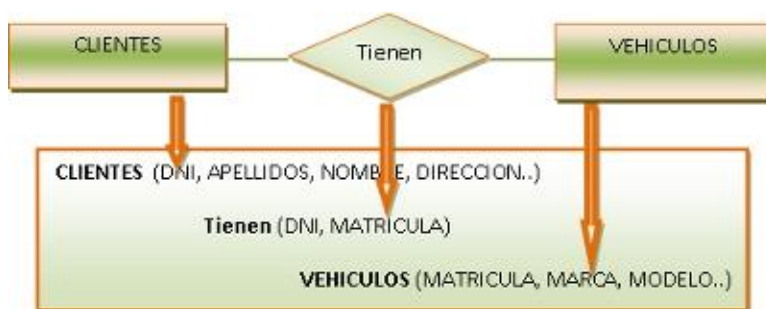 CLIENTES
Tienen
VEHICULOS
CLIENTES (DNI, APELLIDOS, NOMBRE, DIRECCION..)
Tienen (DNI, MATRICULA)
VEHICULOS (MATRICULA, MARCA, MODELO..)